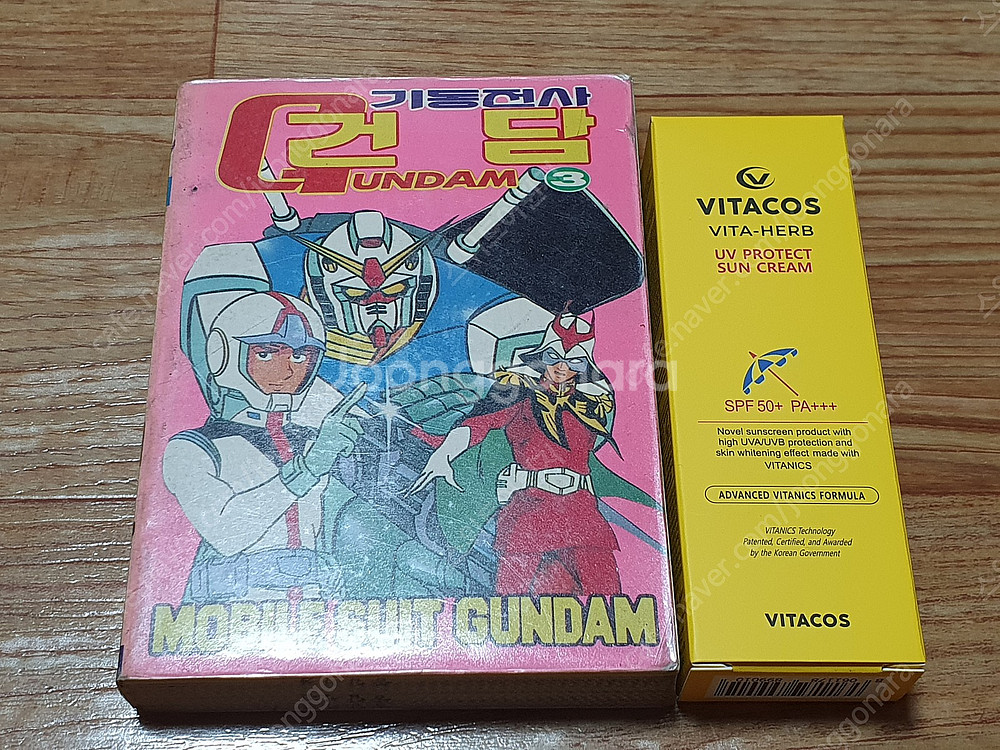 기동전사
건담
GUNDAM 3
MOBILE SUIT GUNDAM
VITACOS
VITA-HERB
UV PROTECT
SUN CREAM
SPF 50+ PA+++
Novel sunscreen product with
high UVA/UVB protection and
skin whitening effect made with
VITANICS
ADVANCED VITANICS FORMULA
VITANICS Technology
Patented, Certified, and Awarded
by the Korean Government
VITACOS
Joonggonara